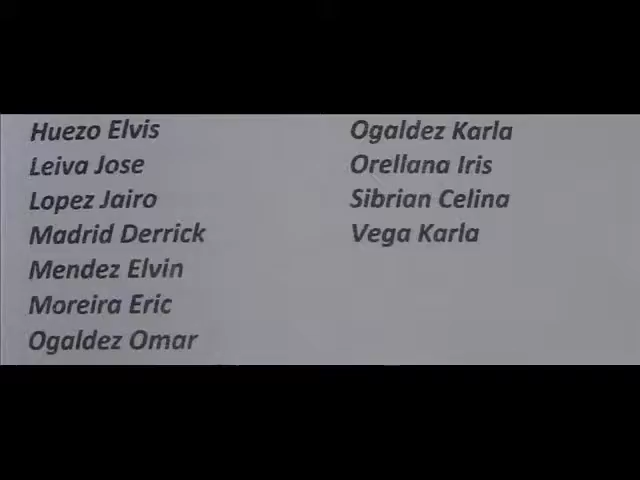 Huezo Elvis
Leiva Jose
Lopez Jairo
Madrid Derrick
Mendez Elvin
Moreira Eric
Ogaldez Omar
Ogaldez Karla
Orellana Iris
Sibrian Celina
Vega Karla